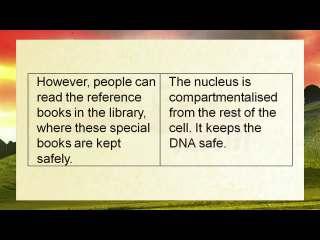 However, people can
read the reference
books in the library,
where these special
books are kept
safely.
The nucleus is
compartmentalised
from the rest of the
cell. It keeps the
DNA safe.